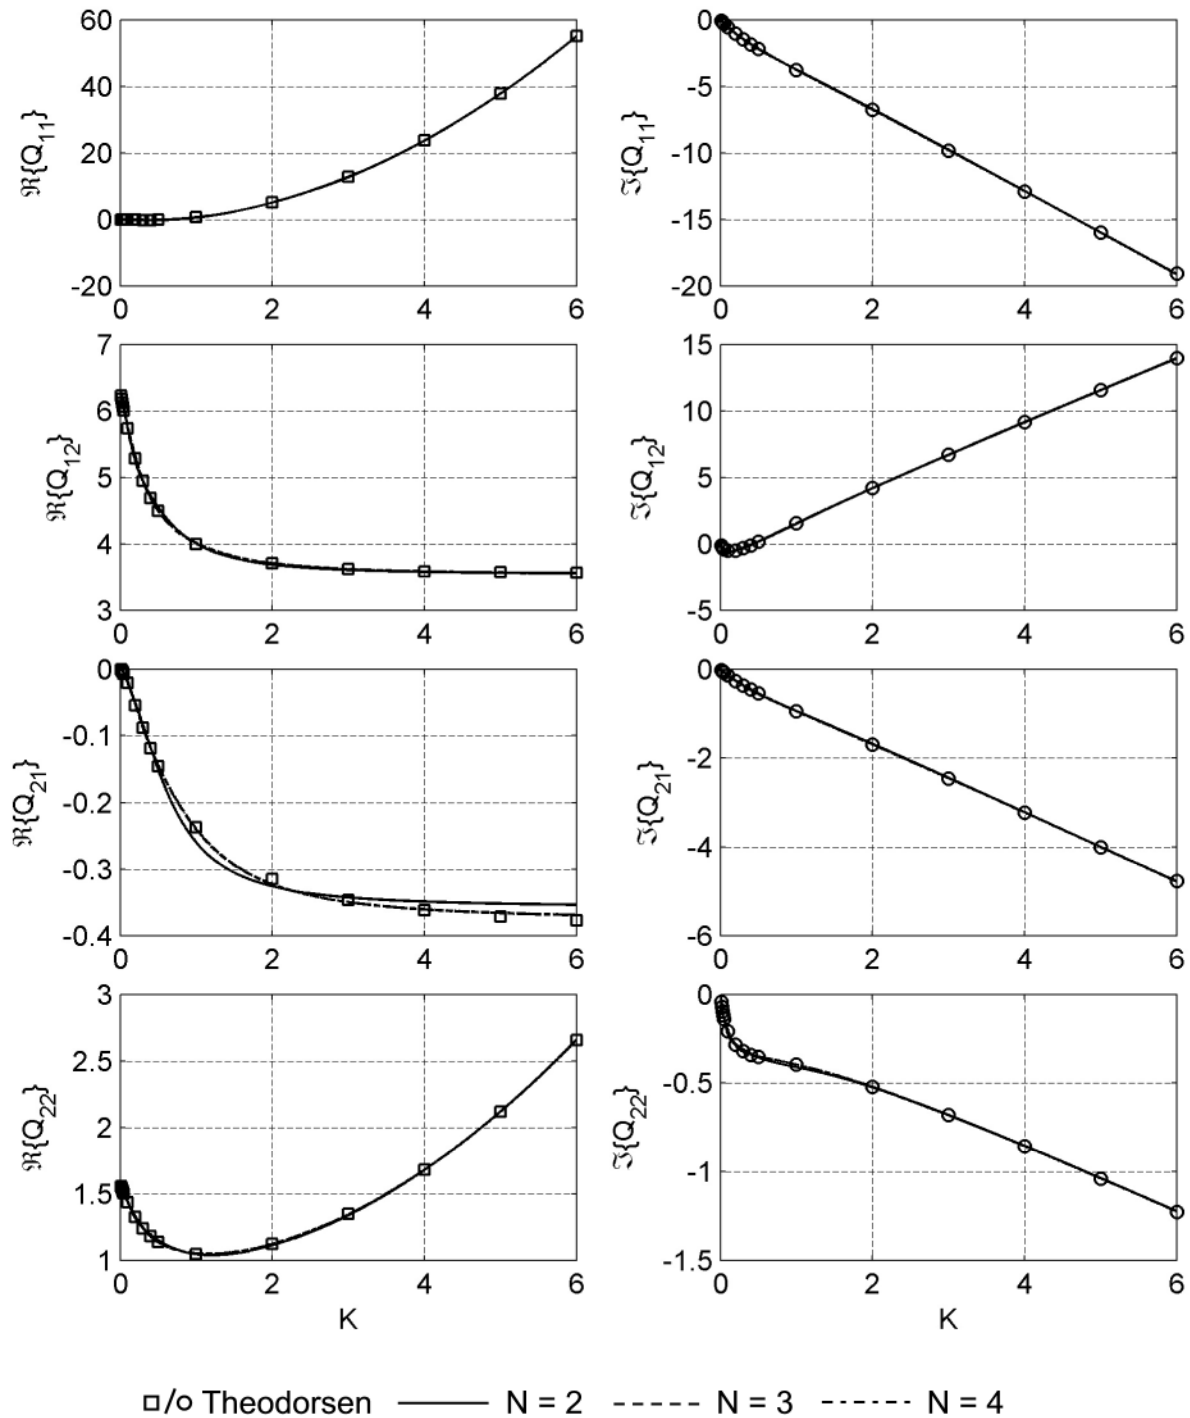 60
40
20
0
-20
ℜ{Q11}
0 2 4 6
0
-5
-10
-15
-20
ℑ{Q11}
0 2 4 6
7
6
5
4
3
ℜ{Q12}
0 2 4 6
15
10
5
0
-5
ℑ{Q12}
0 2 4 6
0
-0.1
-0.2
-0.3
-0.4
ℜ{Q21}
0 2 4 6
0
-2
-4
-6
ℑ{Q21}
0 2 4 6
3
2.5
2
1.5
1
ℜ{Q22}
0 2 4 6
K
0
-0.5
-1
-1.5
ℑ{Q22}
0 2 4 6
K
□/○ Theodorsen N = 2 N = 3 N = 4